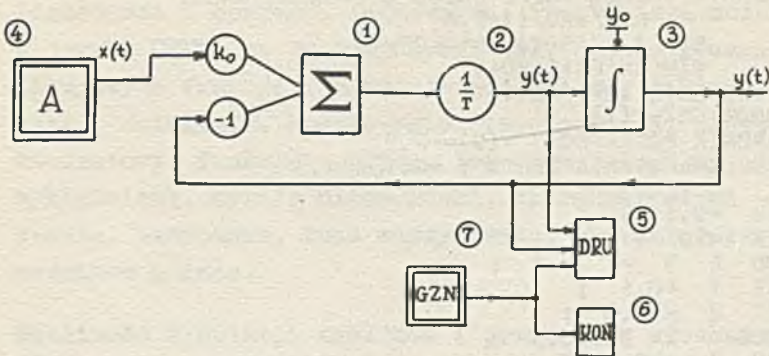 y₀
④ ① ② ③
x(t)
k₀
A
Σ
1/T
y(t)
∫
y(t)
-1
⑦ ⑤
DRU
GZN
⑥
WON